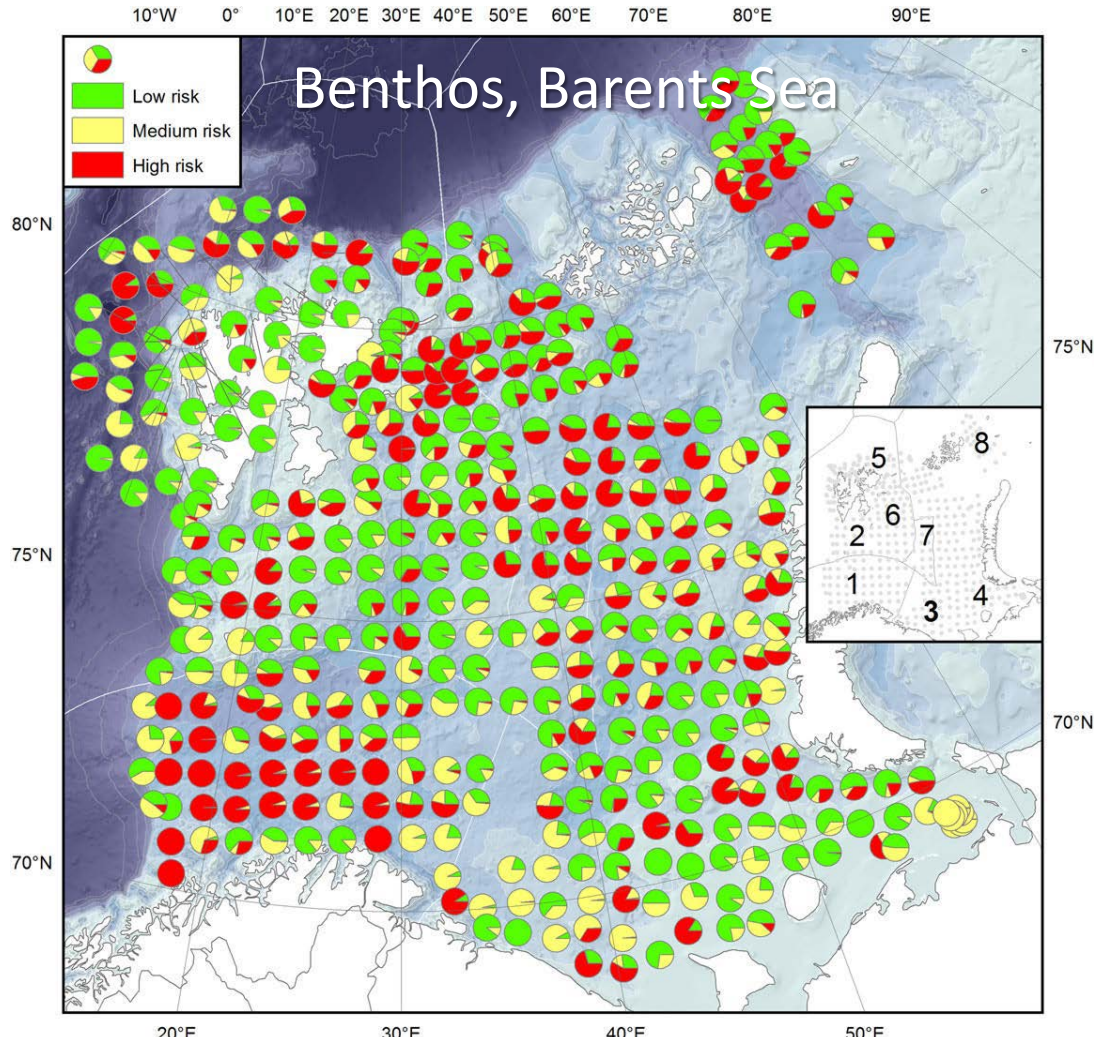 10°W 0° 10°E 20°E 30°E 40°E 50°E 60°E 70°E 80°E 90°E
Benthos, Barents Sea
Low risk
Medium risk
High risk
80°N
75°N
75°N
70°N
70°N
5
8
6
2
7
1
4
3
20°E 30°E 40°E 50°E